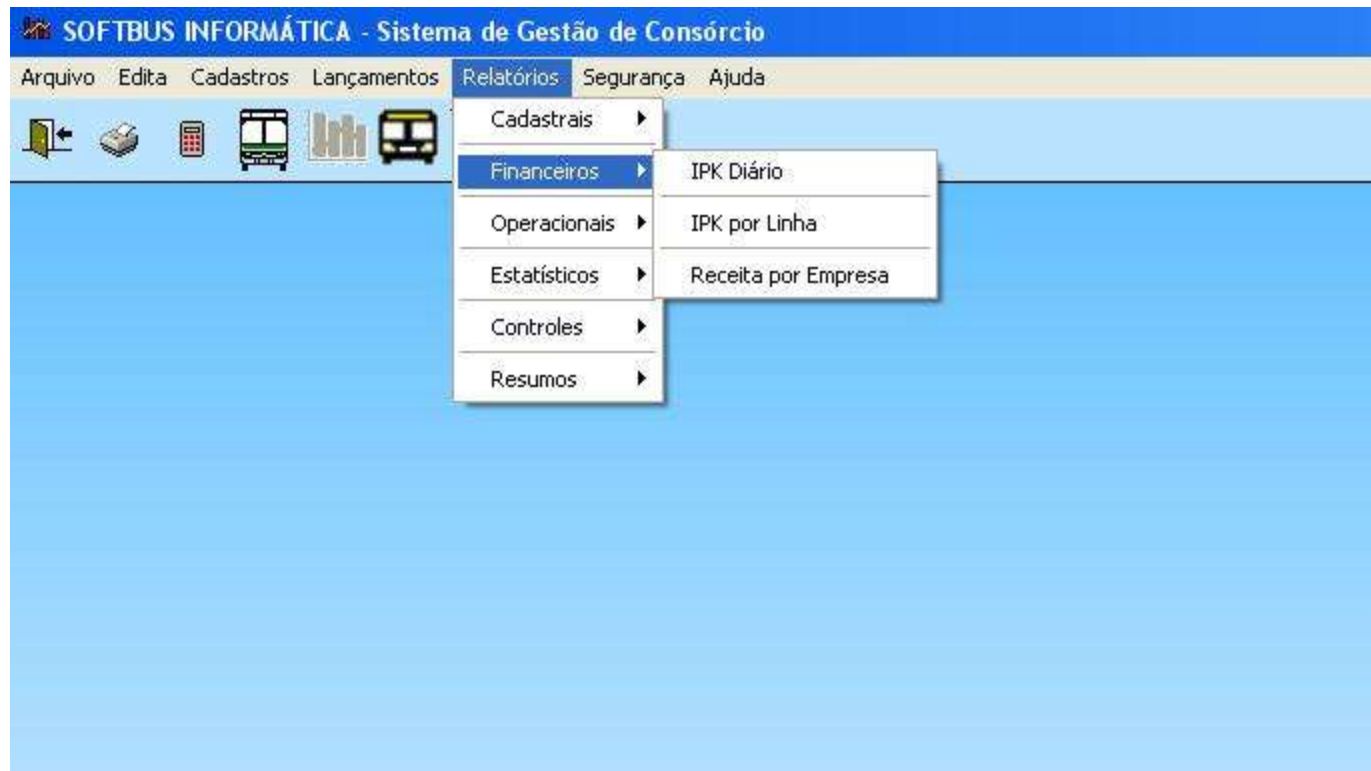 SOFTBUS INFORMÁTICA - Sistema de Gestão de Consórcio
Arquivo Edita Cadastros Lançamentos Relatórios Segurança Ajuda
Cadastrais
Financeiros
IPK Diário
Operacionais
IPK por Linha
Estatísticos
Receita por Empresa
Controles
Resumos